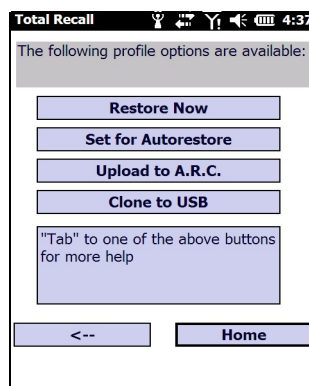 Total Recall 4:37
The following profile options are available:
Restore Now
Set for Autorestore
Upload to A.R.C.
Clone to USB
"Tab" to one of the above buttons
for more help
<-- Home